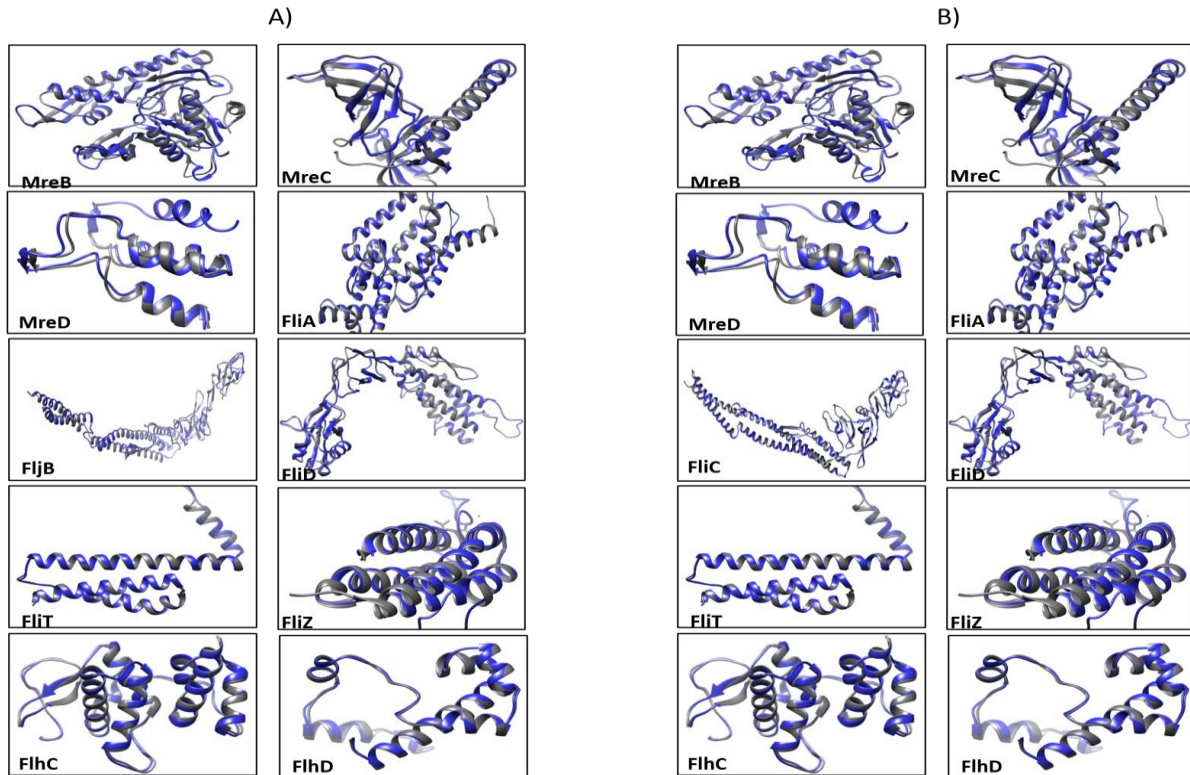 A)
B)
MreB
MreC
MreB
MreC
MreD
FliA
MreD
FliA
FljB
FliD
FliC
FliD
FliT
FliZ
FliT
FliZ
FlhC
FlhD
FlhC
FlhD